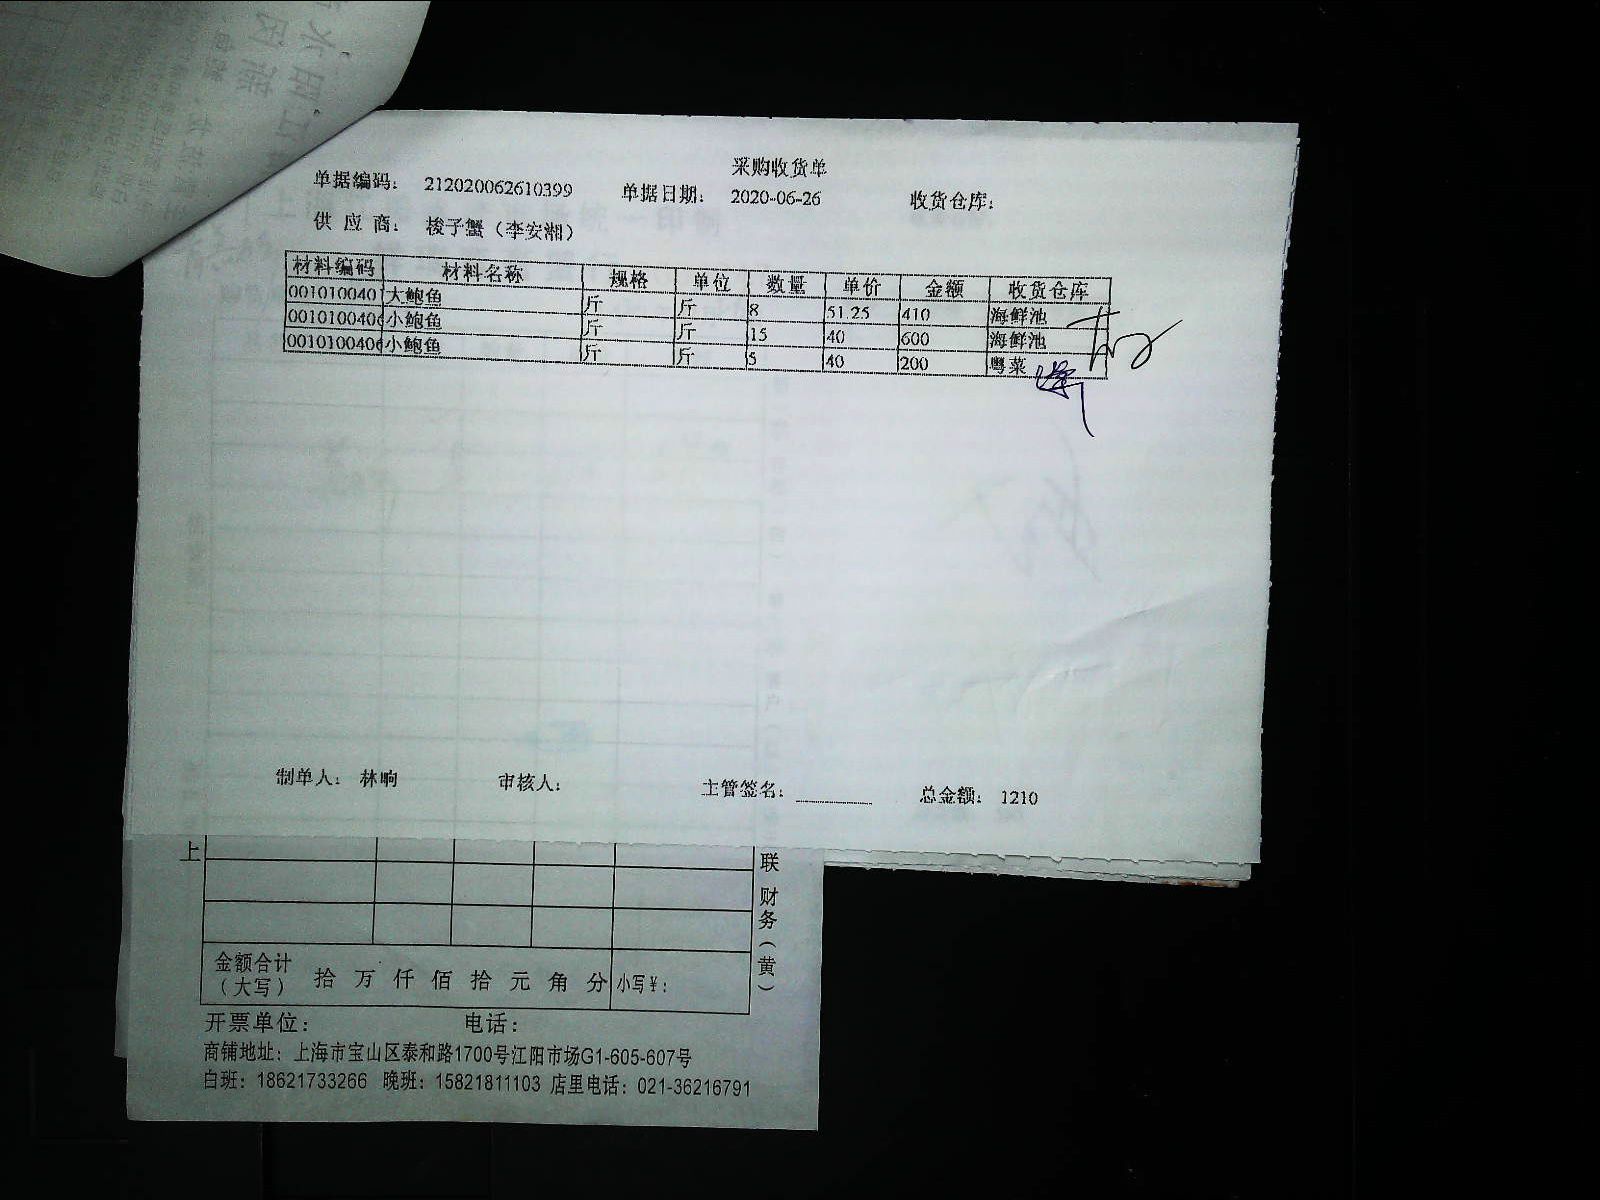 采购收货单
单据编码： 212020062610399 单据日期： 2020-06-26 收货仓库：
供 应 商： 梭子蟹（李安湘）
材料编码 材料名称 规格 单位 数量 单价 金额 收货仓库
001010040 大鲍鱼 斤 斤 8 51.25 410 海鲜池
0010100406 小鲍鱼 斤 斤 15 40 600 海鲜池
0010100406 小鲍鱼 斤 斤 5 40 200 粤菜
制单人： 林响 审核人： 主管签名： 总金额： 1210
上
联
财
务
（
黄
）
金额合计
（大写） 拾 万 仟 佰 拾 元 角 分 小写￥：
开票单位： 电话：
商铺地址：上海市宝山区泰和路1700号江阳市场G1-605-607号
白班：18621733266 晚班：15821811103 店里电话：021-36216791